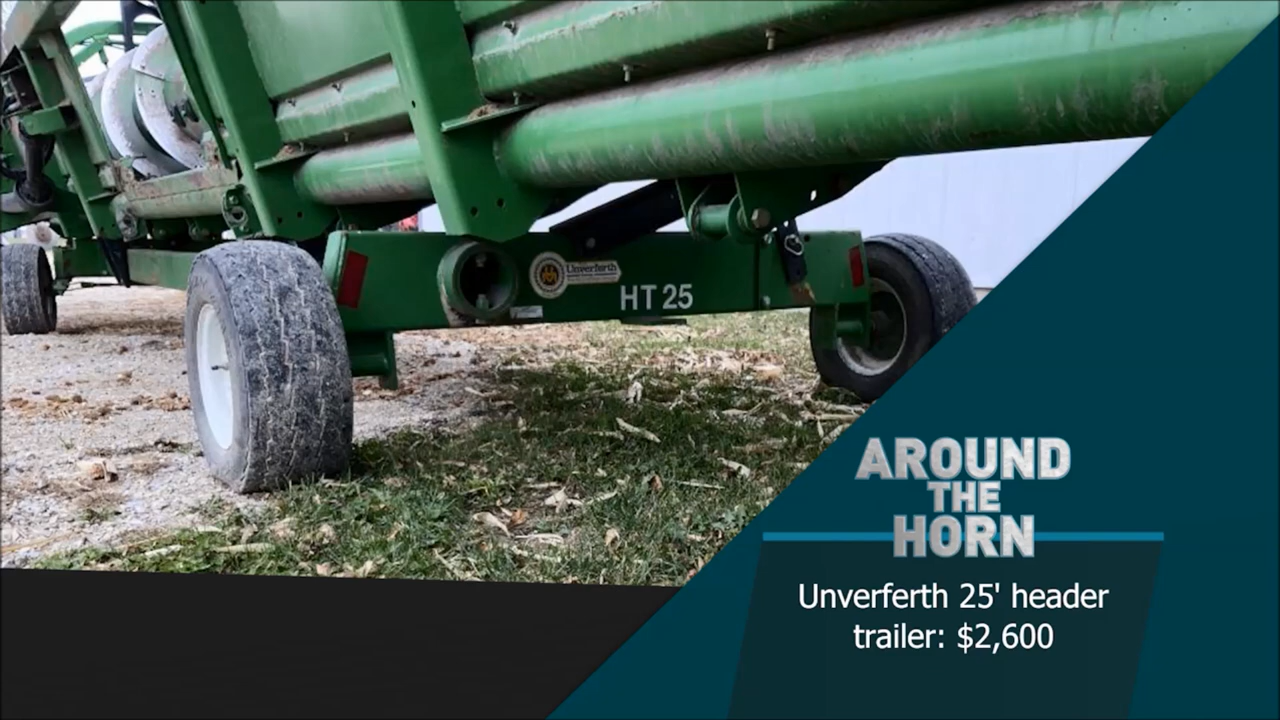 Unverferth
HT 25
AROUND
THE
HORN
Unverferth 25' header
trailer: $2,600